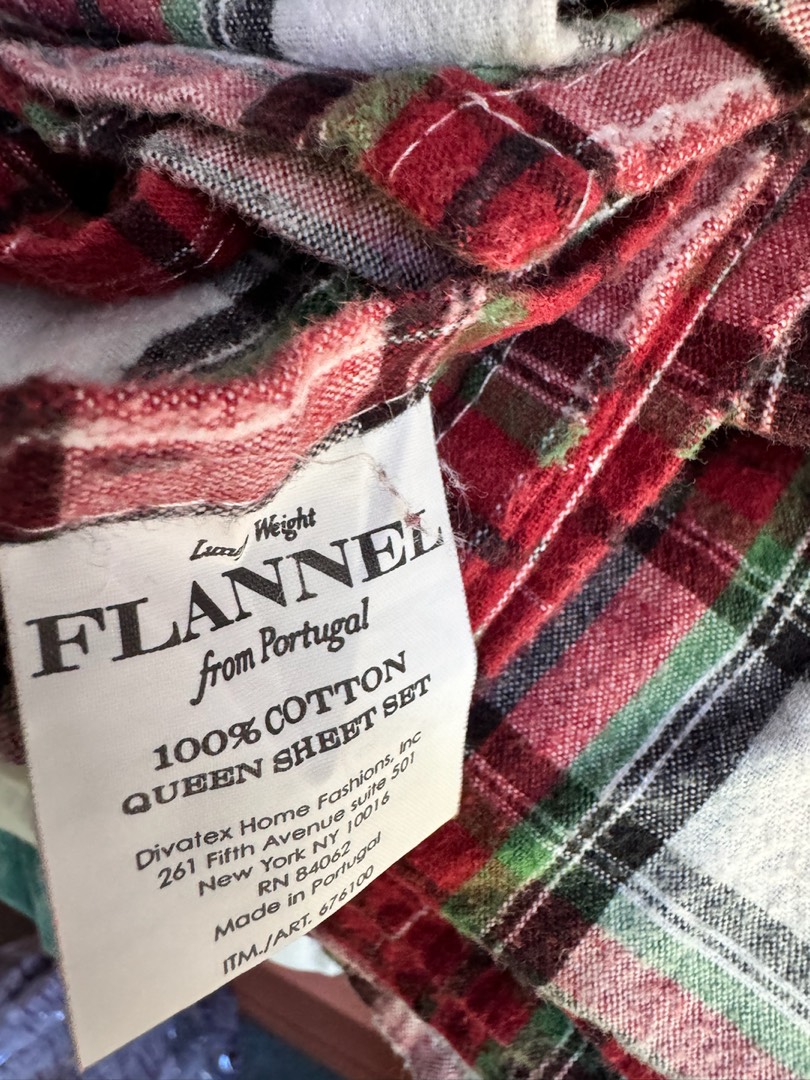 Luxury Weight
FLANNEL
from Portugal
100% COTTON
QUEEN SHEET SET
Divatex Home Fashions, Inc
261 Fifth Avenue suite 501
New York NY 10016
RN 84062
Made in Portugal
ITM./ART. 676100